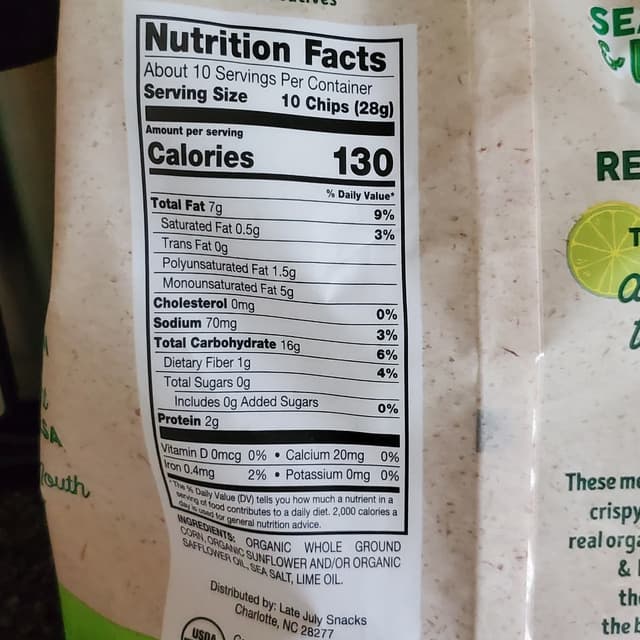 Nutrition Facts
About 10 Servings Per Container
Serving Size 10 Chips (28g)
Amount per serving
Calories 130
% Daily Value*
Total Fat 7g 9%
Saturated Fat 0.5g 3%
Trans Fat 0g
Polyunsaturated Fat 1.5g
Monounsaturated Fat 5g
Cholesterol 0mg 0%
Sodium 70mg 3%
Total Carbohydrate 16g 6%
Dietary Fiber 1g 4%
Total Sugars 0g
Includes 0g Added Sugars 0%
Protein 2g
Vitamin D 0mcg 0% • Calcium 20mg 0%
Iron 0.4mg 2% • Potassium 0mg 0%
*The % Daily Value (DV) tells you how much a nutrient in a
serving of food contributes to a daily diet. 2,000 calories a
day is used for general nutrition advice.
INGREDIENTS: ORGANIC WHOLE GROUND
CORN, ORGANIC SUNFLOWER AND/OR ORGANIC
SAFFLOWER OIL, SEA SALT, LIME OIL.
Distributed by: Late July Snacks
Charlotte, NC 28277
USDA
SE
&
RE
These
crispy
real
&
the